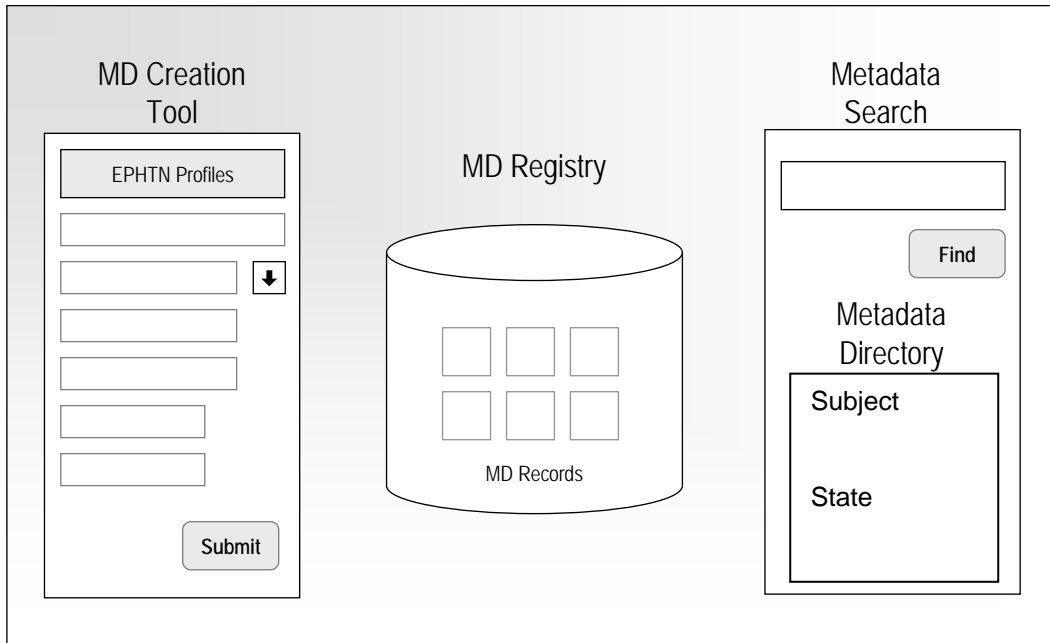 MD Creation
Tool
EPHTN Profiles
Submit
MD Registry
MD Records
Metadata
Search
Find
Metadata
Directory
Subject
State